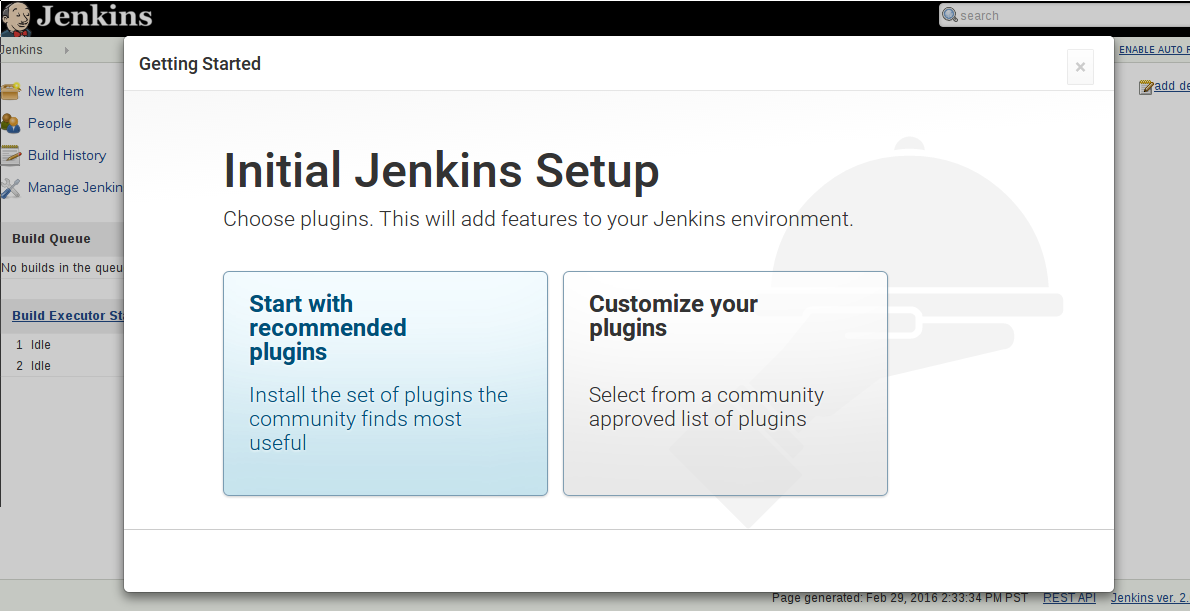 Jenkins
search
Jenkins
ENABLE AUTO
New Item
People
Build History
Manage Jenkin
Build Queue
No builds in the queu
Build Executor St
1 Idle
2 Idle
add de
Getting Started
×
Initial Jenkins Setup
Choose plugins. This will add features to your Jenkins environment.
Start with
recommended
plugins
Install the set of plugins the
community finds most
useful
Customize your
plugins
Select from a community
approved list of plugins
Page generated: Feb 29, 2016 2:33:34 PM PST REST API Jenkins ver. 2.